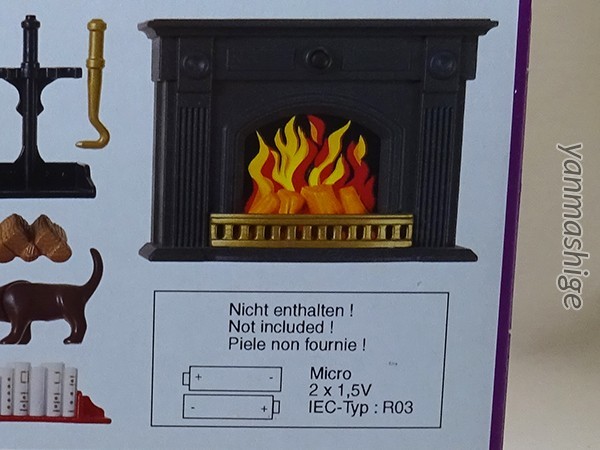 Nicht enthalten !
Not included !
Piele non fournie !
+ -
- +
Micro
2 x 1,5V
IEC-Typ : R03
yanmashige